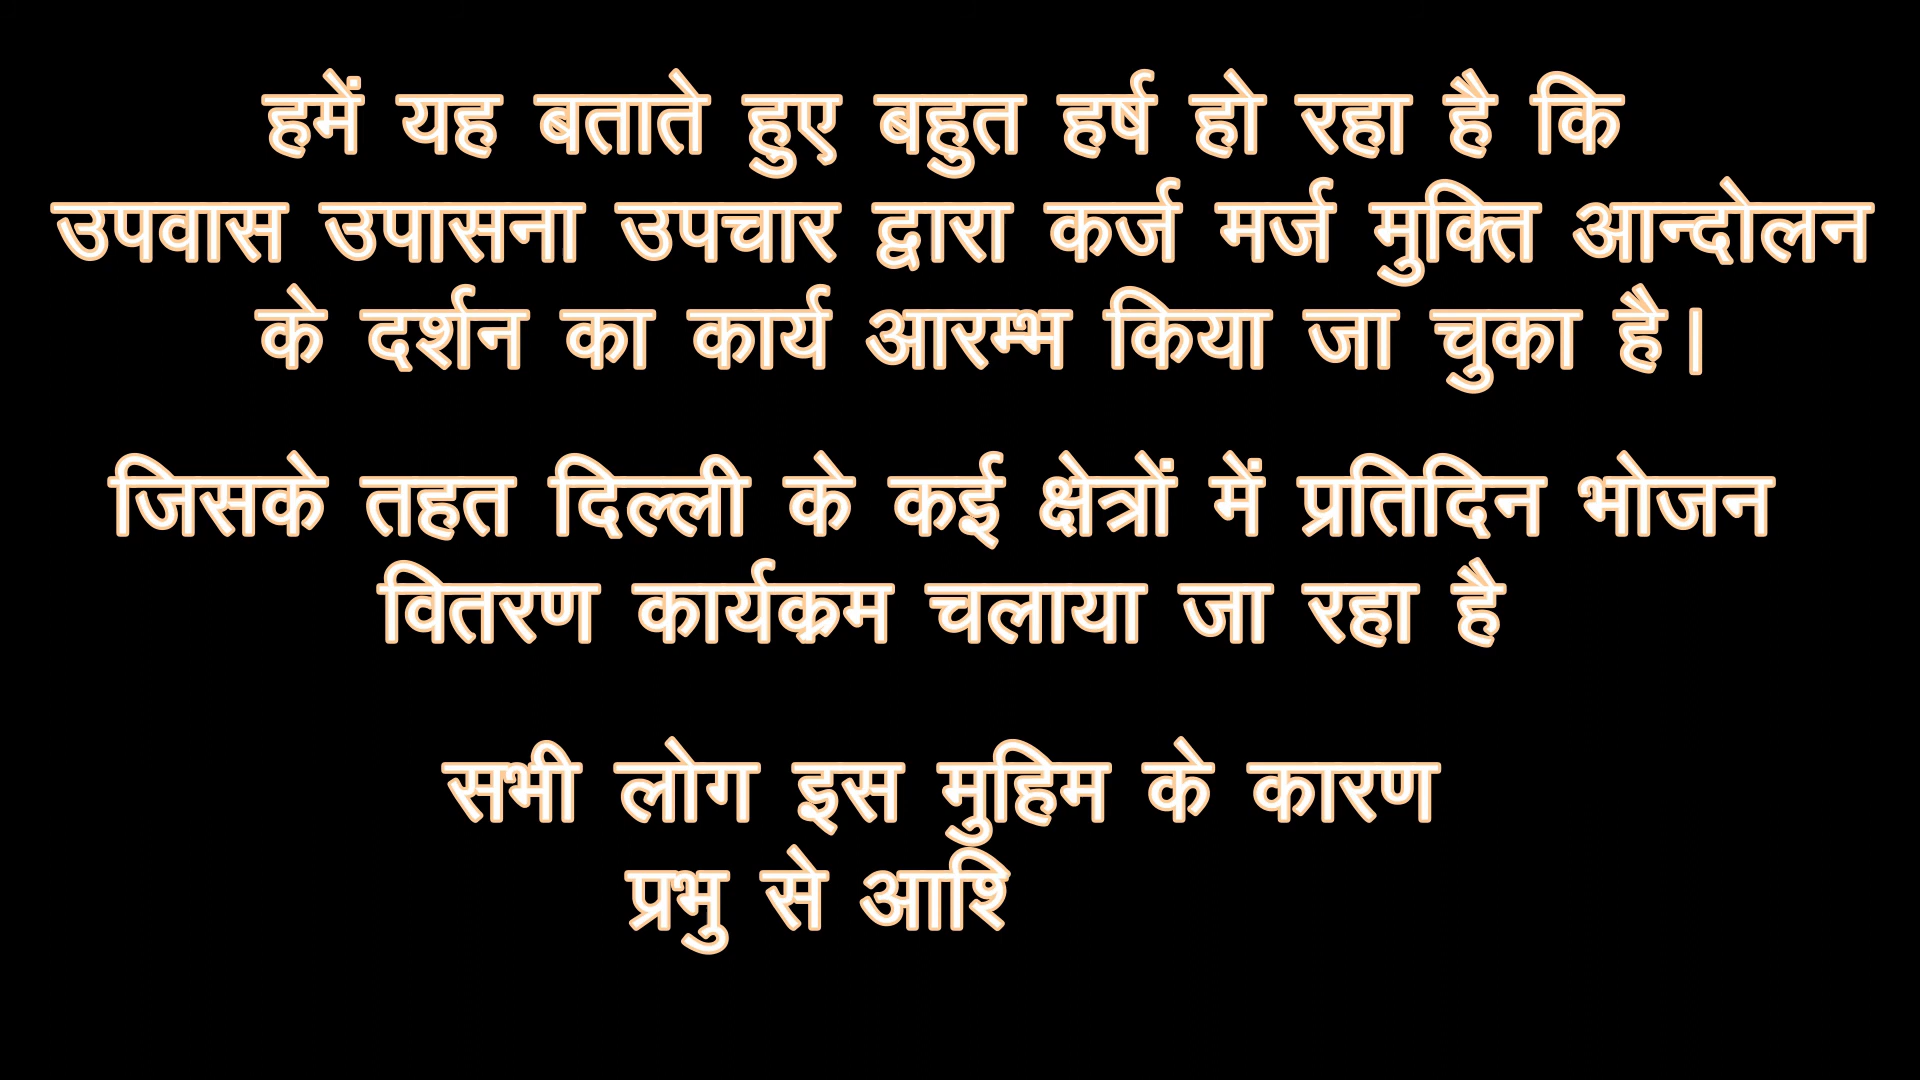 हमें यह बताते हुए बहुत हर्ष हो रहा है कि
उपवास उपासना उपचार द्वारा कर्ज मर्ज मुक्ति आन्दोलन
के दर्शन का कार्य आरम्भ किया जा चुका है।
जिसके तहत दिल्ली के कई क्षेत्रों में प्रतिदिन भोजन
वितरण कार्यक्रम चलाया जा रहा है
सभी लोग इस मुहिम के कारण
प्रभु से आशि